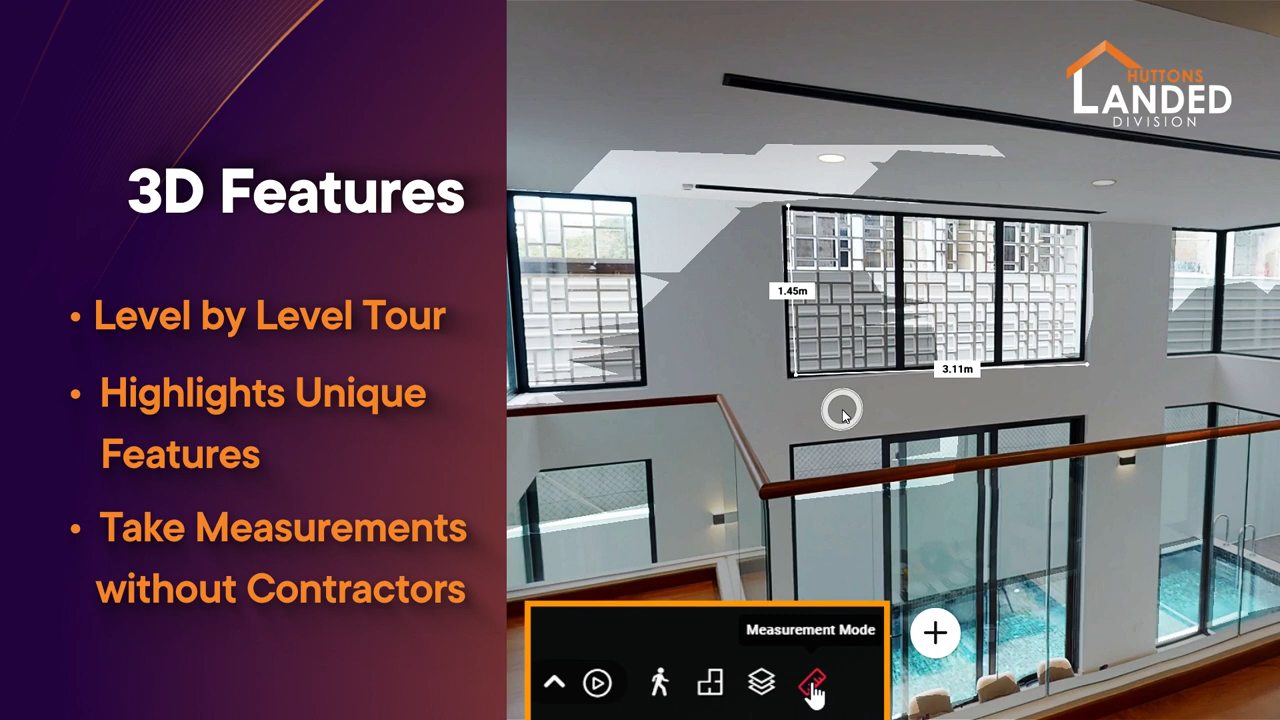 HUTTONS
LANDED
DIVISION
3D Features
• Level by Level Tour
• Highlights Unique
Features
• Take Measurements
without Contractors
1.45m
3.11m
Measurement Mode